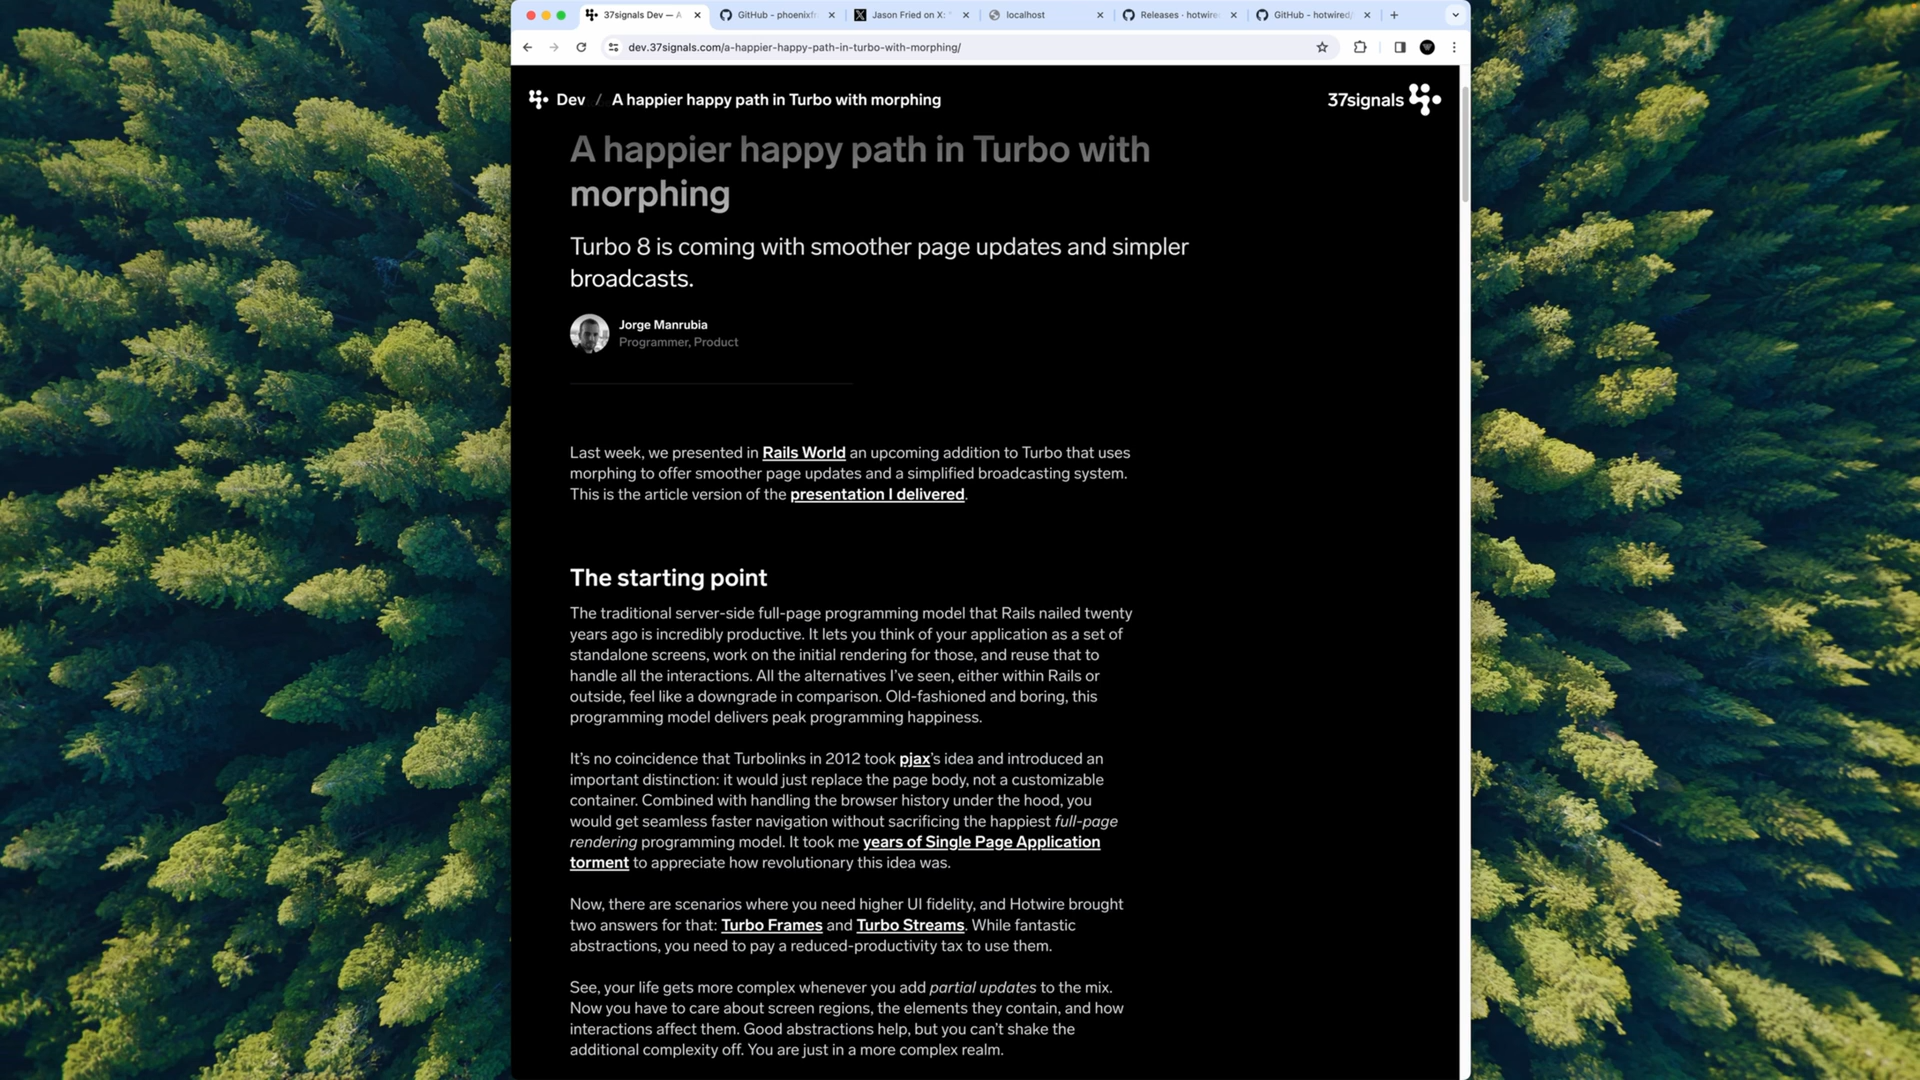 37signals Dev — A
GitHub - phoenixfr
Jason Fried on X: "
localhost
Releases · hotwire
GitHub - hotwired/
dev.37signals.com/a-happier-happy-path-in-turbo-with-morphing/
Dev / A happier happy path in Turbo with morphing
37signals
A happier happy path in Turbo with
morphing
Turbo 8 is coming with smoother page updates and simpler
broadcasts.
Jorge Manrubia
Programmer, Product
Last week, we presented in Rails World an upcoming addition to Turbo that uses
morphing to offer smoother page updates and a simplified broadcasting system.
This is the article version of the presentation I delivered.
The starting point
The traditional server-side full-page programming model that Rails nailed twenty
years ago is incredibly productive. It lets you think of your application as a set of
standalone screens, work on the initial rendering for those, and reuse that to
handle all the interactions. All the alternatives I've seen, either within Rails or
outside, feel like a downgrade in comparison. Old-fashioned and boring, this
programming model delivers peak programming happiness.
It's no coincidence that Turbolinks in 2012 took pjax's idea and introduced an
important distinction: it would just replace the page body, not a customizable
container. Combined with handling the browser history under the hood, you
would get seamless faster navigation without sacrificing the happiest full-page
rendering programming model. It took me years of Single Page Application
torment to appreciate how revolutionary this idea was.
Now, there are scenarios where you need higher UI fidelity, and Hotwire brought
two answers for that: Turbo Frames and Turbo Streams. While fantastic
abstractions, you need to pay a reduced-productivity tax to use them.
See, your life gets more complex whenever you add partial updates to the mix.
Now you have to care about screen regions, the elements they contain, and how
interactions affect them. Good abstractions help, but you can't shake the
additional complexity off. You are just in a more complex realm.